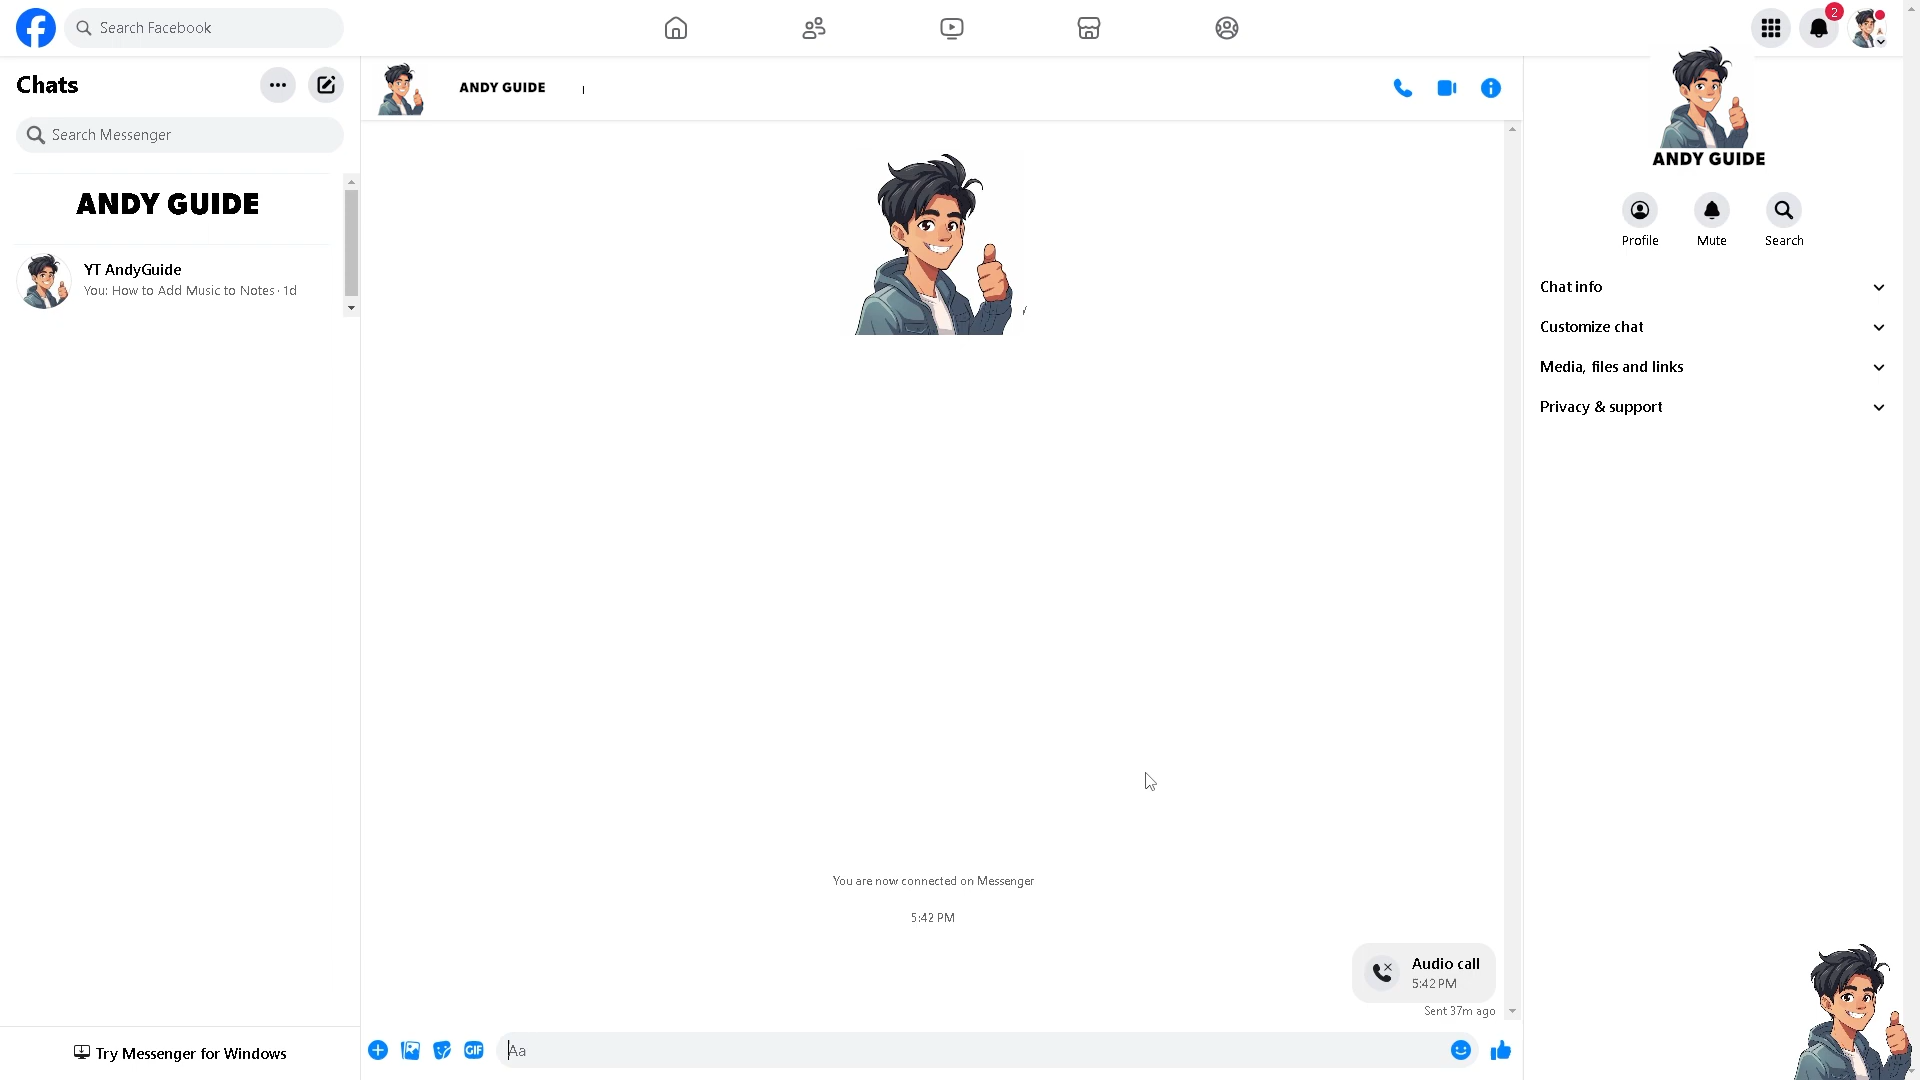 Search Facebook
2
Chats
Search Messenger
ANDY GUIDE
YT AndyGuide
You: How to Add Music to Notes · 1d
Try Messenger for Windows
ANDY GUIDE
You are now connected on Messenger
5:42 PM
Audio call
5:42 PM
Sent 37m ago
GIF
Aa
ANDY GUIDE
Profile
Mute
Search
Chat info
Customize chat
Media, files and links
Privacy & support